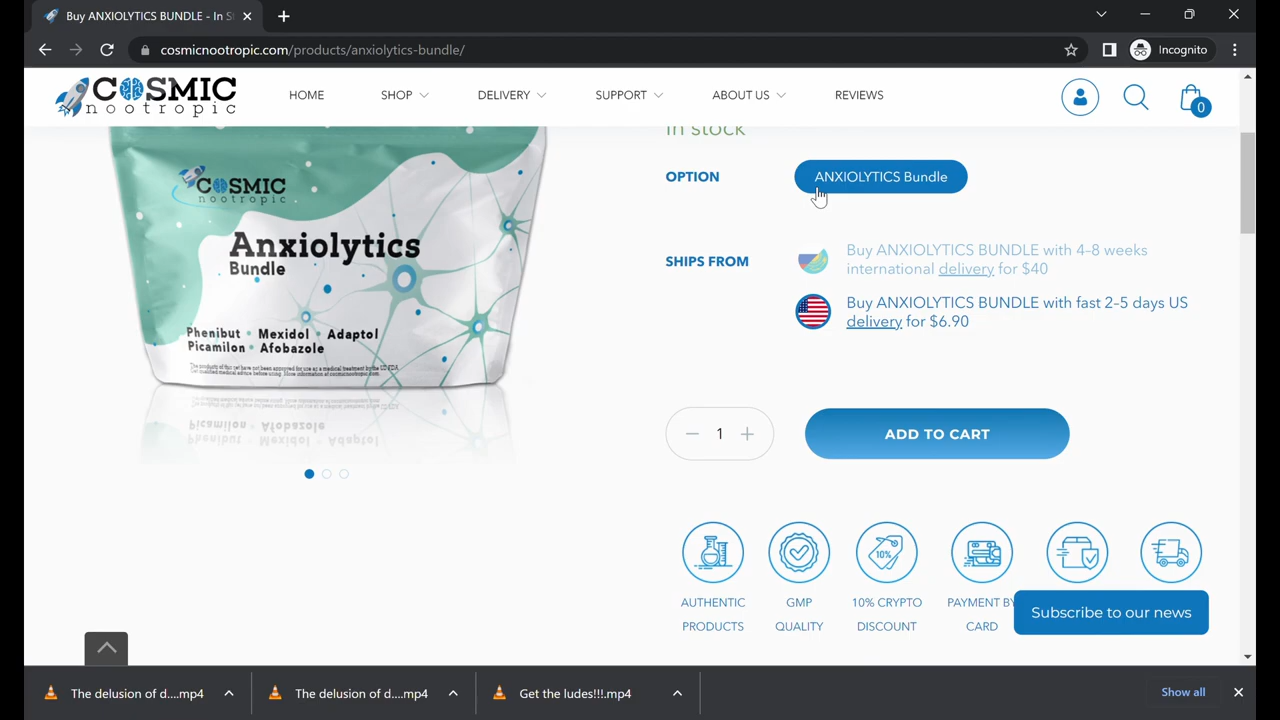 Buy ANXIOLYTICS BUNDLE - In S
cosmicnootropic.com/products/anxiolytics-bundle/
Incognito
COSMIC
nootropic
HOME
SHOP
DELIVERY
SUPPORT
ABOUT US
REVIEWS
0
In stock
OPTION
ANXIOLYTICS Bundle
COSMIC
nootropic
Anxiolytics
Bundle
Phenibut • Mexidol • Adaptol
Picamilon • Afobazole
SHIPS FROM
Buy ANXIOLYTICS BUNDLE with 4-8 weeks
international delivery for $40
Buy ANXIOLYTICS BUNDLE with fast 2-5 days US
delivery for $6.90
1
ADD TO CART
10%
AUTHENTIC
PRODUCTS
GMP
QUALITY
10% CRYPTO
DISCOUNT
PAYMENT BY
CARD
Subscribe to our news
The delusion of d....mp4
The delusion of d....mp4
Get the ludes!!!.mp4
Show all